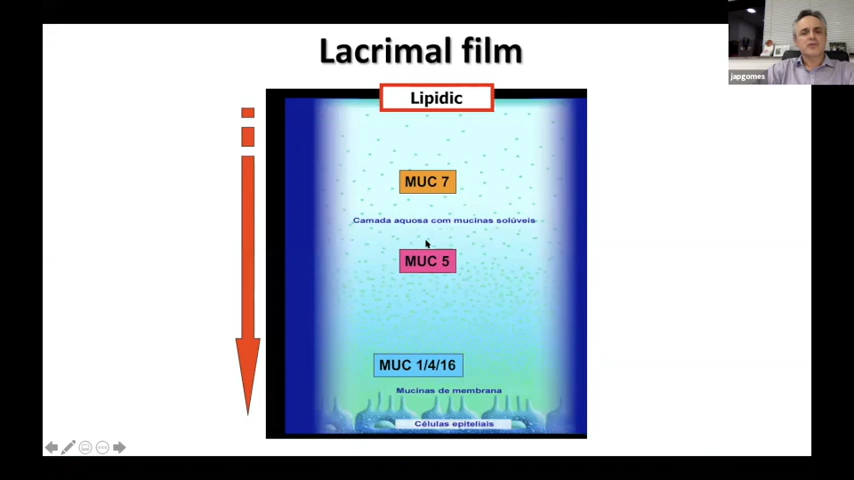 Lacrimal film
japgomes
Lipidic
MUC 7
Camada aquosa com mucinas solúveis
MUC 5
MUC 1/4/16
Mucinas de membrana
Células epiteliais